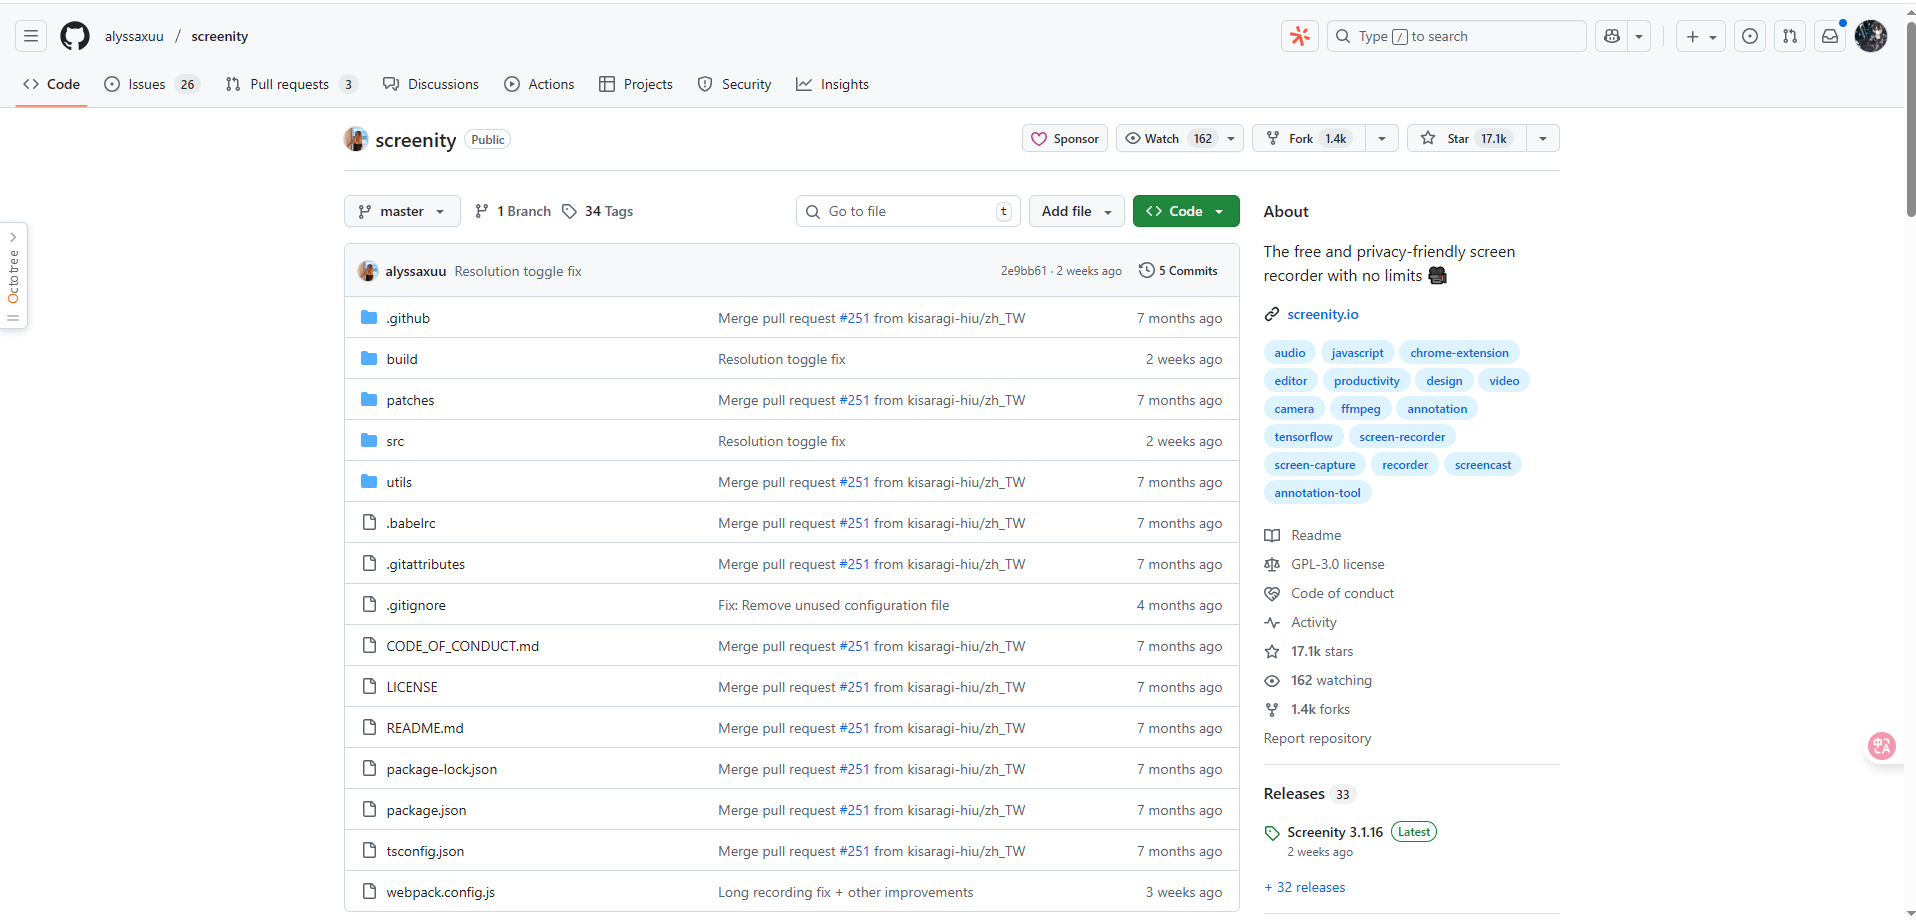 alyssaxuu / screenity
Type / to search
Code Issues 26 Pull requests 3 Discussions Actions Projects Security Insights
screenity Public
Sponsor Watch 162 Fork 1.4k Star 17.1k
master 1 Branch 34 Tags Go to file t Add file Code
Octotree
alyssaxuu Resolution toggle fix 2e9bb61 · 2 weeks ago 5 Commits
.github Merge pull request #251 from kisaragi-hiu/zh_TW 7 months ago
build Resolution toggle fix 2 weeks ago
patches Merge pull request #251 from kisaragi-hiu/zh_TW 7 months ago
src Resolution toggle fix 2 weeks ago
utils Merge pull request #251 from kisaragi-hiu/zh_TW 7 months ago
.babelrc Merge pull request #251 from kisaragi-hiu/zh_TW 7 months ago
.gitattributes Merge pull request #251 from kisaragi-hiu/zh_TW 7 months ago
.gitignore Fix: Remove unused configuration file 4 months ago
CODE_OF_CONDUCT.md Merge pull request #251 from kisaragi-hiu/zh_TW 7 months ago
LICENSE Merge pull request #251 from kisaragi-hiu/zh_TW 7 months ago
README.md Merge pull request #251 from kisaragi-hiu/zh_TW 7 months ago
package-lock.json Merge pull request #251 from kisaragi-hiu/zh_TW 7 months ago
package.json Merge pull request #251 from kisaragi-hiu/zh_TW 7 months ago
tsconfig.json Merge pull request #251 from kisaragi-hiu/zh_TW 7 months ago
webpack.config.js Long recording fix + other improvements 3 weeks ago
About
The free and privacy-friendly screen
recorder with no limits 🎥
screenity.io
audio javascript chrome-extension
editor productivity design video
camera ffmpeg annotation
tensorflow screen-recorder
screen-capture recorder screencast
annotation-tool
Readme
GPL-3.0 license
Code of conduct
Activity
17.1k stars
162 watching
1.4k forks
Report repository
Releases 33
Screenity 3.1.16 Latest
2 weeks ago
+ 32 releases
中A